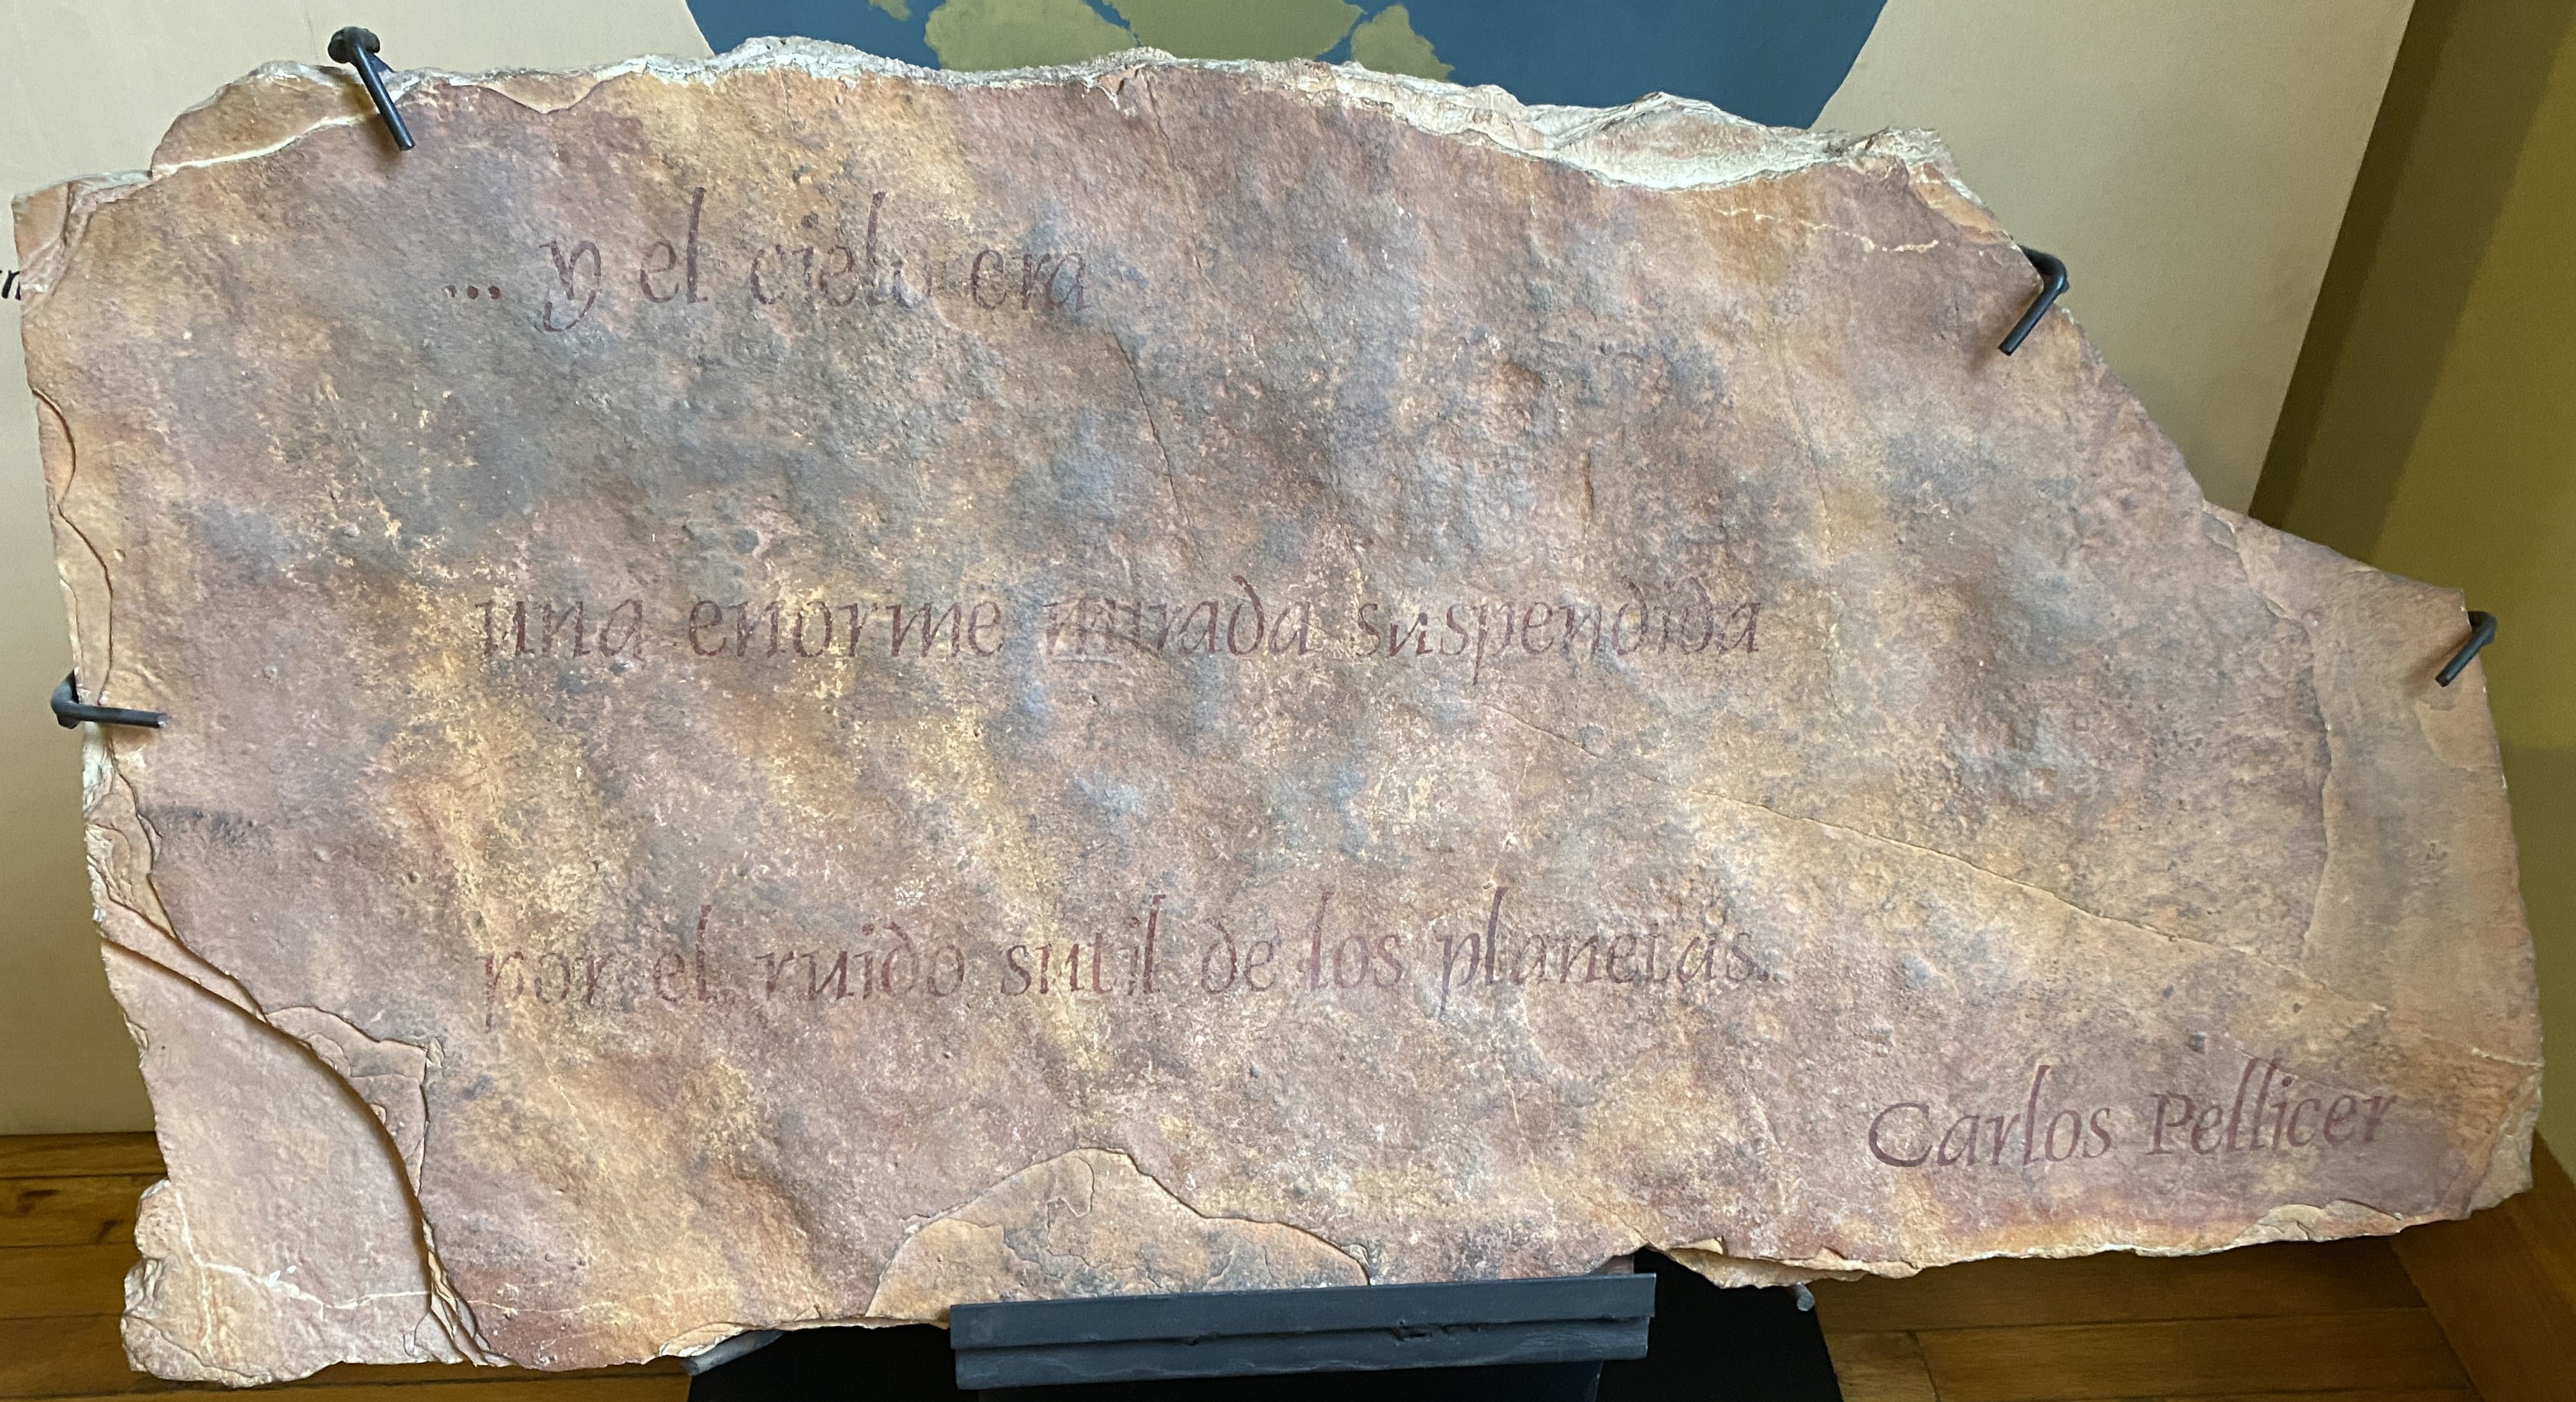 ... y el cielo era
una enorme mirada suspendida
por el ruido sutil de los planetas.
Carlos Pellicer